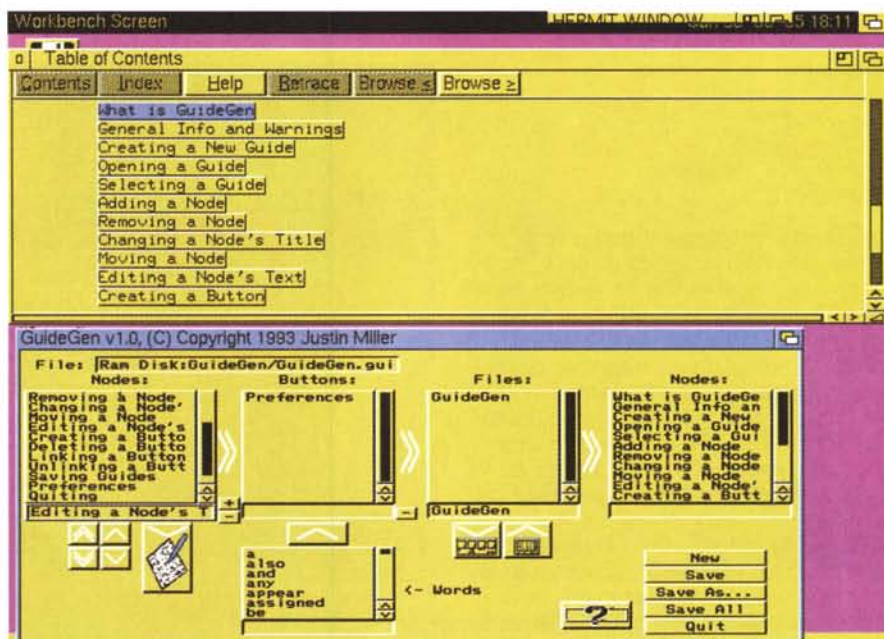 Workbench Screen
HERMIT WINDOW
18:11
Table of Contents
Contents Index Help Retrace Browse < Browse >
What is GuideGen
General Info and Warnings
Creating a New Guide
Opening a Guide
Selecting a Guide
Adding a Node
Removing a Node
Changing a Node's Title
Moving a Node
Editing a Node's Text
Creating a Button
GuideGen v1.0, (C) Copyright 1993 Justin Miller
File: Ram Disk:GuideGen/GuideGen.gui
Nodes:
Removing a Node
Changing a Node'
Moving a Node
Editing a Node's
Creating a Butto
Deleting a Butto
Linking a Button
Unlinking a Butt
Saving Guides
Preferences
Quiting
Editing a Node's T
Buttons:
Preferences
Files:
GuideGen
GuideGen
Nodes:
What is GuideGe
General Info an
Creating a New
Opening a Guide
Selecting a Gui
Adding a Node
Removing a Node
Changing a Node
Moving a Node
Editing a Node'
Creating a Butt
a
also
and
any
appear
assigned
be
<- Words
?
New
Save
Save As...
Save All
Quit